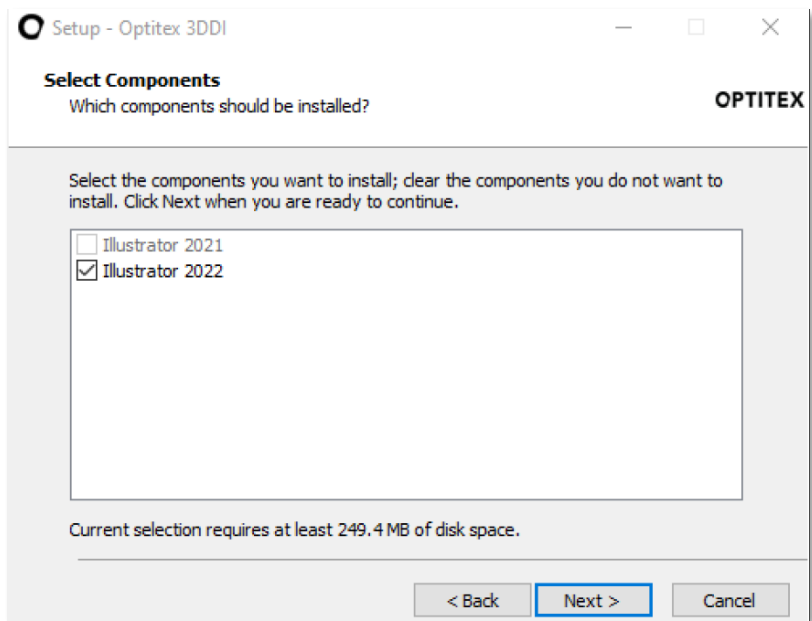 Setup - Optitex 3DDI
Select Components
Which components should be installed?
OPTITEX
Select the components you want to install; clear the components you do not want to
install. Click Next when you are ready to continue.
Illustrator 2021
Illustrator 2022
Current selection requires at least 249.4 MB of disk space.
< Back
Next >
Cancel